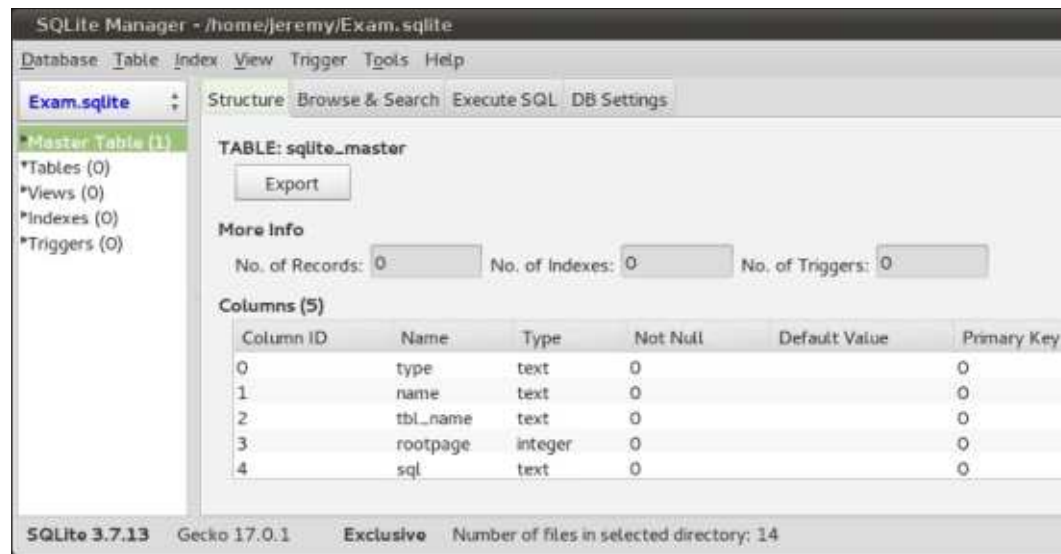 SQLite Manager - /home/jeremy/Exam.sqlite
Database Table Index View Trigger Tools Help
Exam.sqlite
Structure Browse & Search Execute SQL DB Settings
Master Table (1)
Tables (0)
Views (0)
Indexes (0)
Triggers (0)
TABLE: sqlite_master
Export
More Info
No. of Records: 0 No. of Indexes: 0 No. of Triggers: 0
Columns (5)
Column ID Name Type Not Null Default Value Primary Key
0 type text 0 0
1 name text 0 0
2 tbl_name text 0 0
3 rootpage integer 0 0
4 sql text 0 0
SQLite 3.7.13 Gecko 17.0.1 Exclusive Number of files in selected directory: 14